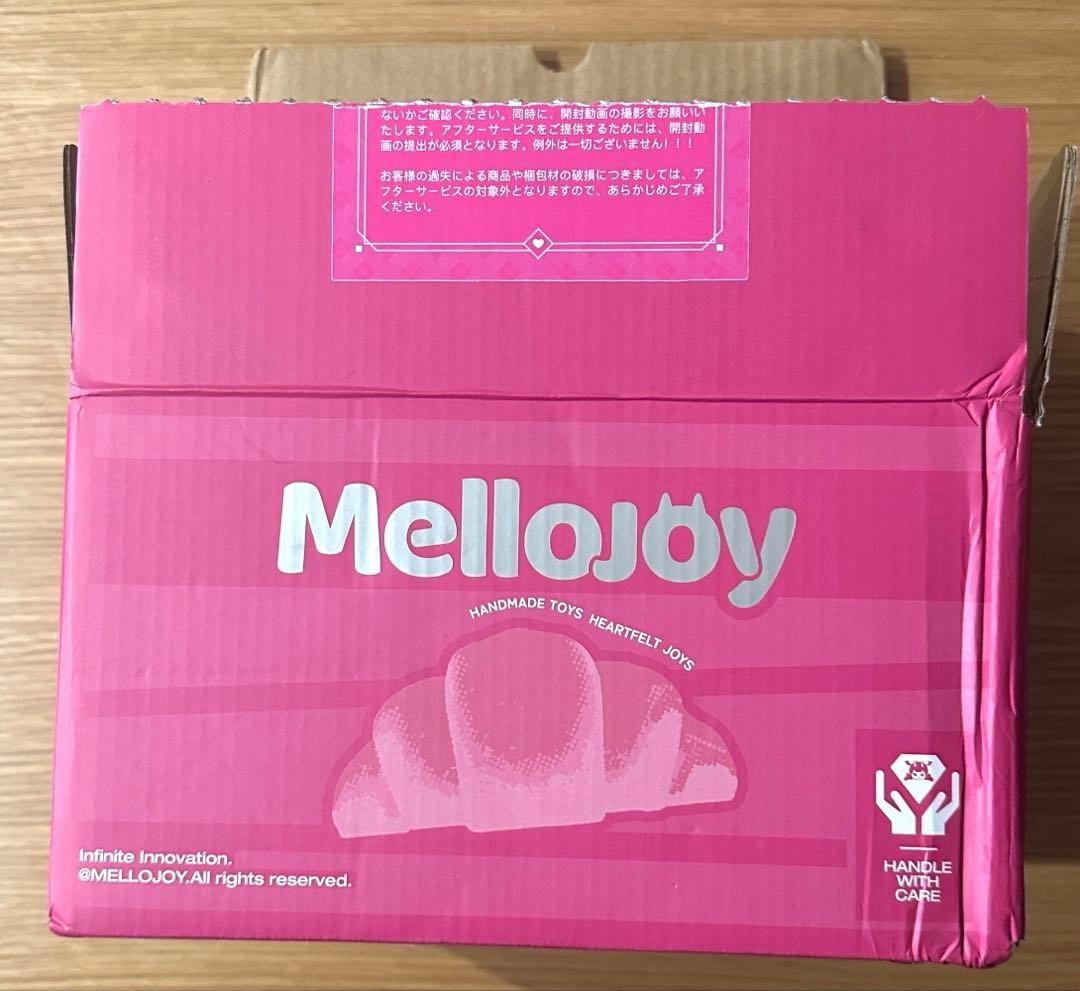 ないかご確認ください。同時に、開封動画の撮影をお願いい
たします。アフターサービスをご提供するためには、開封動
画の提出が必須となります。例外は一切ございません！！！
お客様の過失による商品や梱包材の破損につきましては、ア
フターサービスの対象外となりますので、あらかじめご了承
ください。
Mellojoy
HANDMADE TOYS HEARTFELT JOYS
Infinite Innovation.
@MELLOJOY.All rights reserved.
HANDLE
WITH
CARE